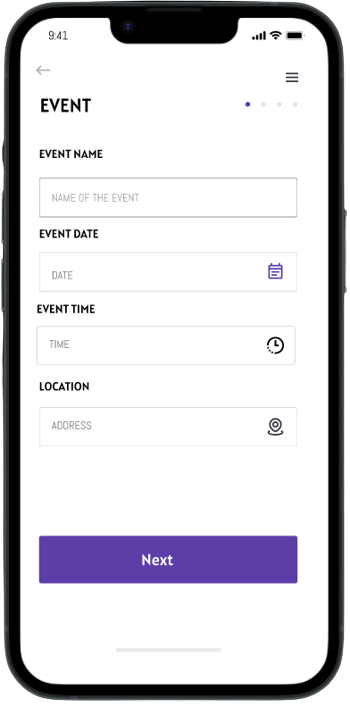 9:41
EVENT
EVENT NAME
NAME OF THE EVENT
EVENT DATE
DATE
EVENT TIME
TIME
LOCATION
ADDRESS
Next